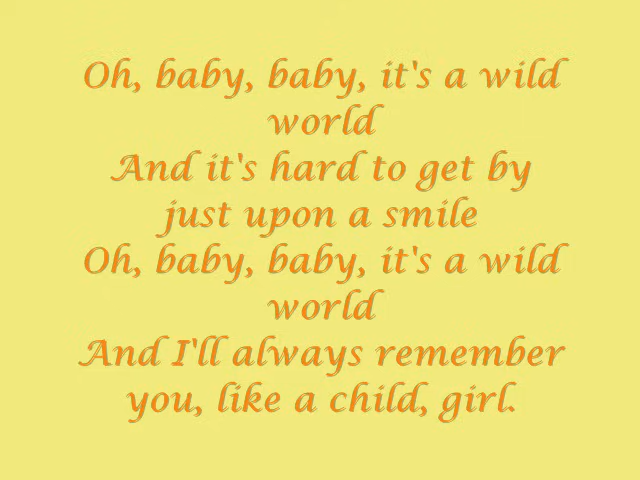 Oh, baby, baby, it's a wild
world
And it's hard to get by
just upon a smile
Oh, baby, baby, it's a wild
world
And I'll always remember
you, like a child, girl.